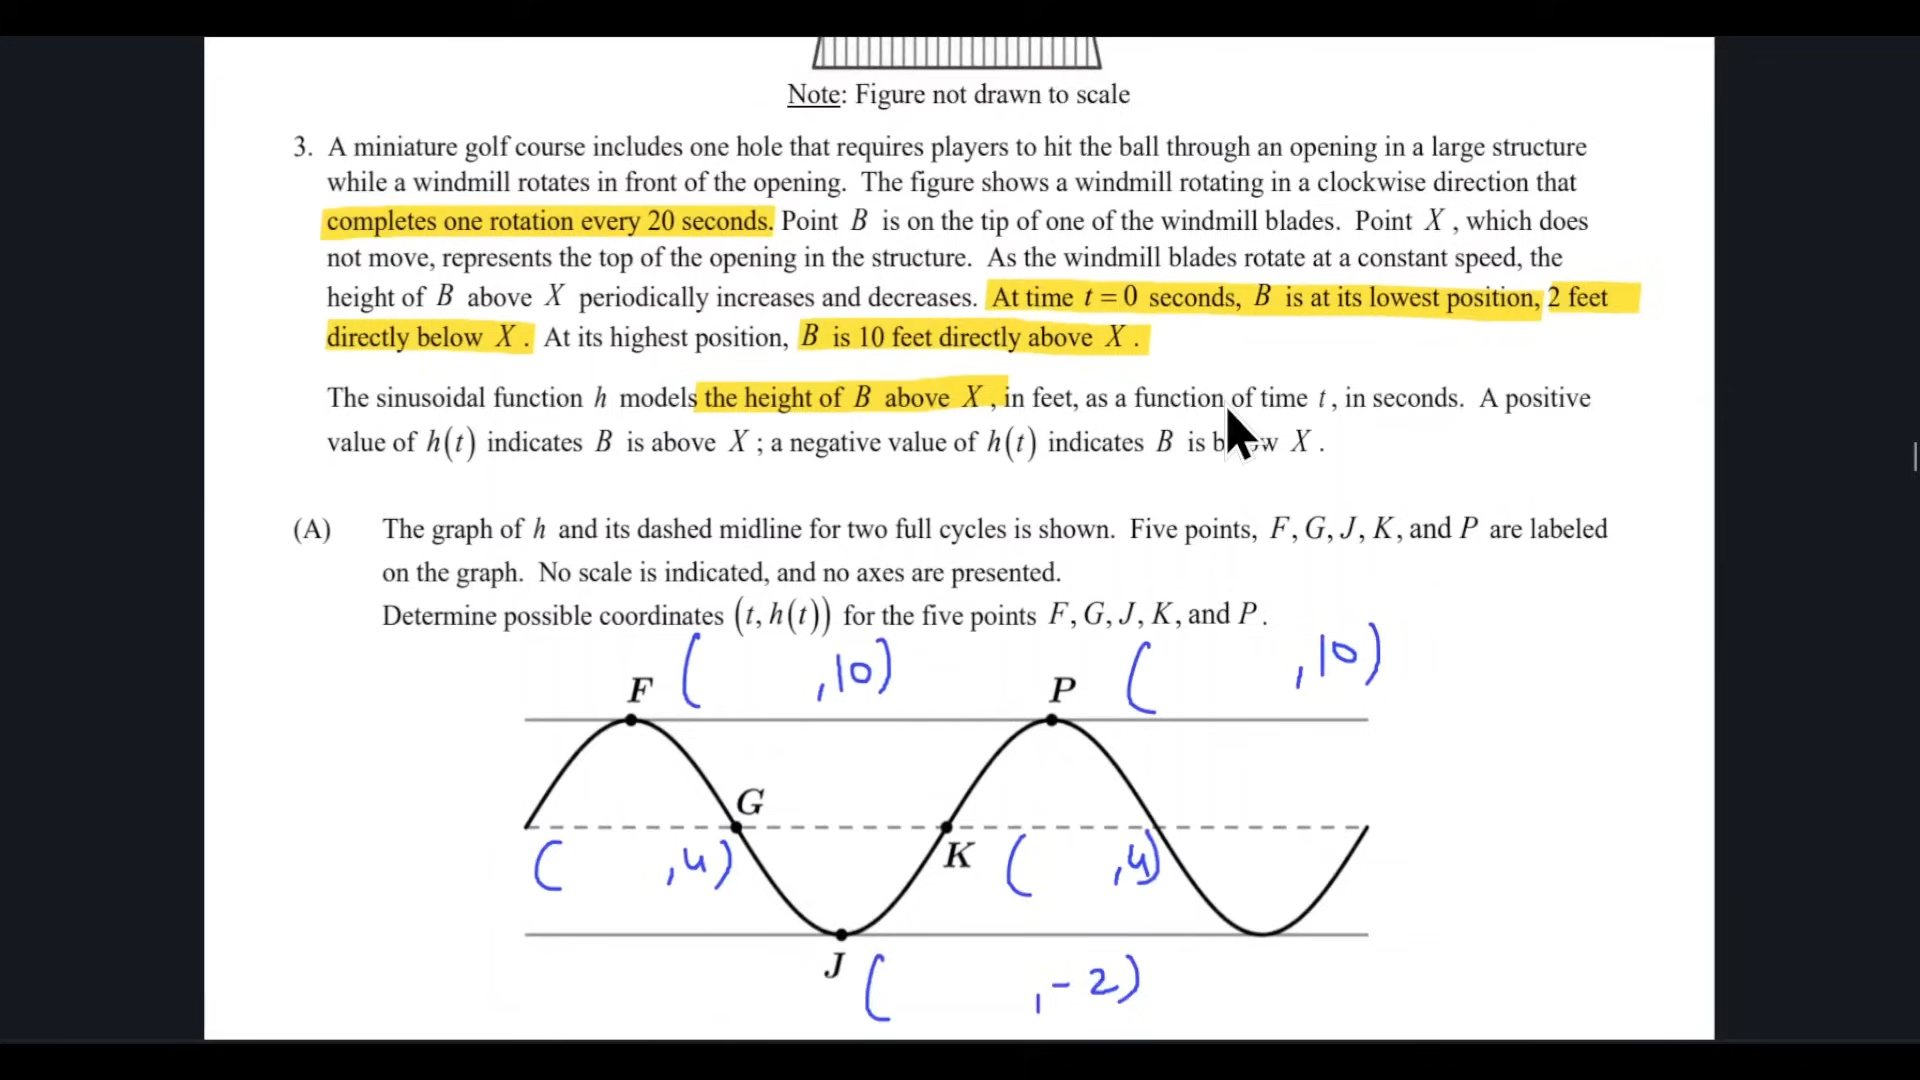 Note: Figure not drawn to scale
3. A miniature golf course includes one hole that requires players to hit the ball through an opening in a large structure
while a windmill rotates in front of the opening. The figure shows a windmill rotating in a clockwise direction that
completes one rotation every 20 seconds. Point B is on the tip of one of the windmill blades. Point X, which does
not move, represents the top of the opening in the structure. As the windmill blades rotate at a constant speed, the
height of B above X periodically increases and decreases. At time t = 0 seconds, B is at its lowest position, 2 feet
directly below X. At its highest position, B is 10 feet directly above X.
The sinusoidal function h models the height of B above X, in feet, as a function of time t, in seconds. A positive
value of h(t) indicates B is above X; a negative value of h(t) indicates B is X.
(A) The graph of h and its dashed midline for two full cycles is shown. Five points, F, G, J, K, and P are labeled
on the graph. No scale is indicated, and no axes are presented.
Determine possible coordinates (t, h(t)) for the five points F, G, J, K, and P.
F ( ,10) P ( ,10)
G
( ,4) K ( ,4)
J ( ,-2)